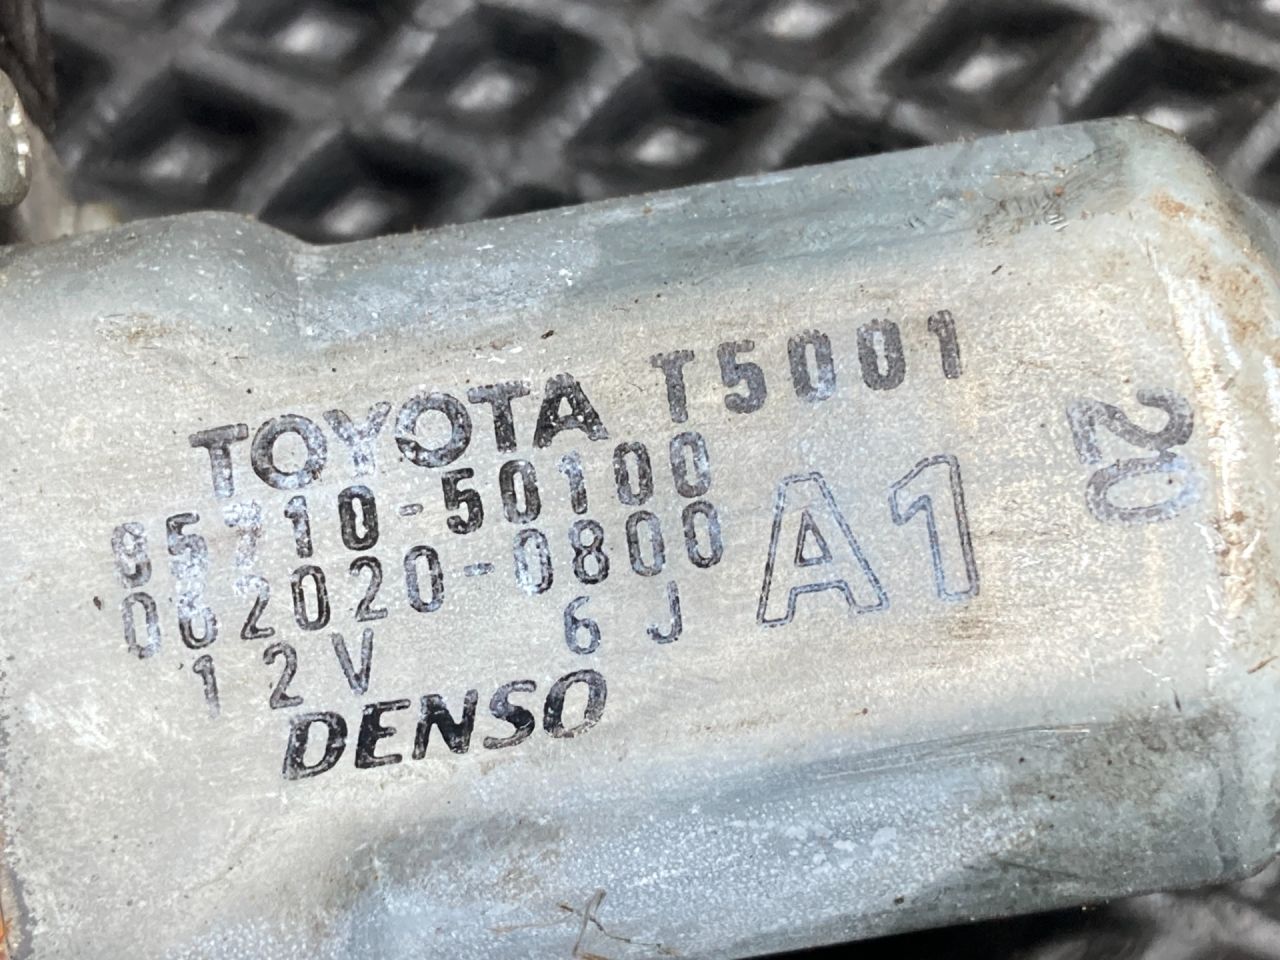 TOYOTA T5001
85710-50100
062020-0800
A1
20
12V 6J
DENSO